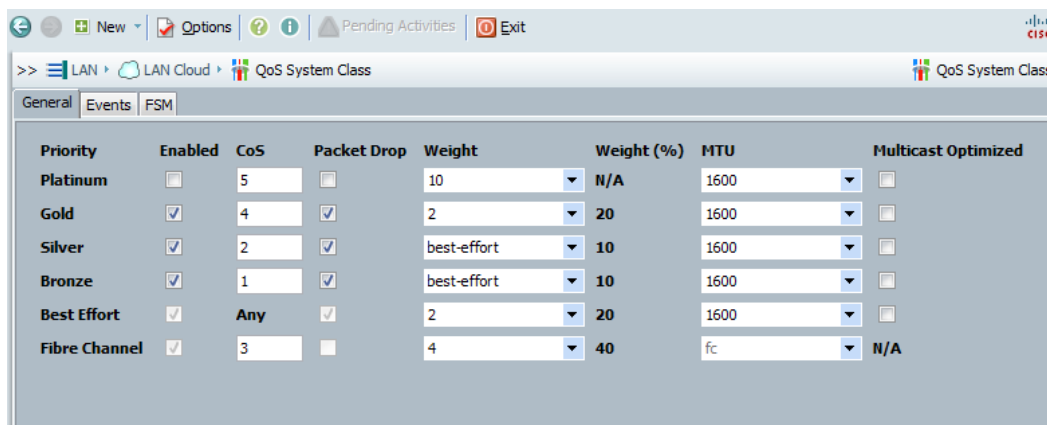 New Options Pending Activities Exit
>> LAN LAN Cloud QoS System Class QoS System Class
General Events FSM
Priority Enabled CoS Packet Drop Weight Weight (%) MTU Multicast Optimized
Platinum 5 10 N/A 1600
Gold 4 2 20 1600
Silver 2 best-effort 10 1600
Bronze 1 best-effort 10 1600
Best Effort Any 2 20 1600
Fibre Channel 3 4 40 fc N/A